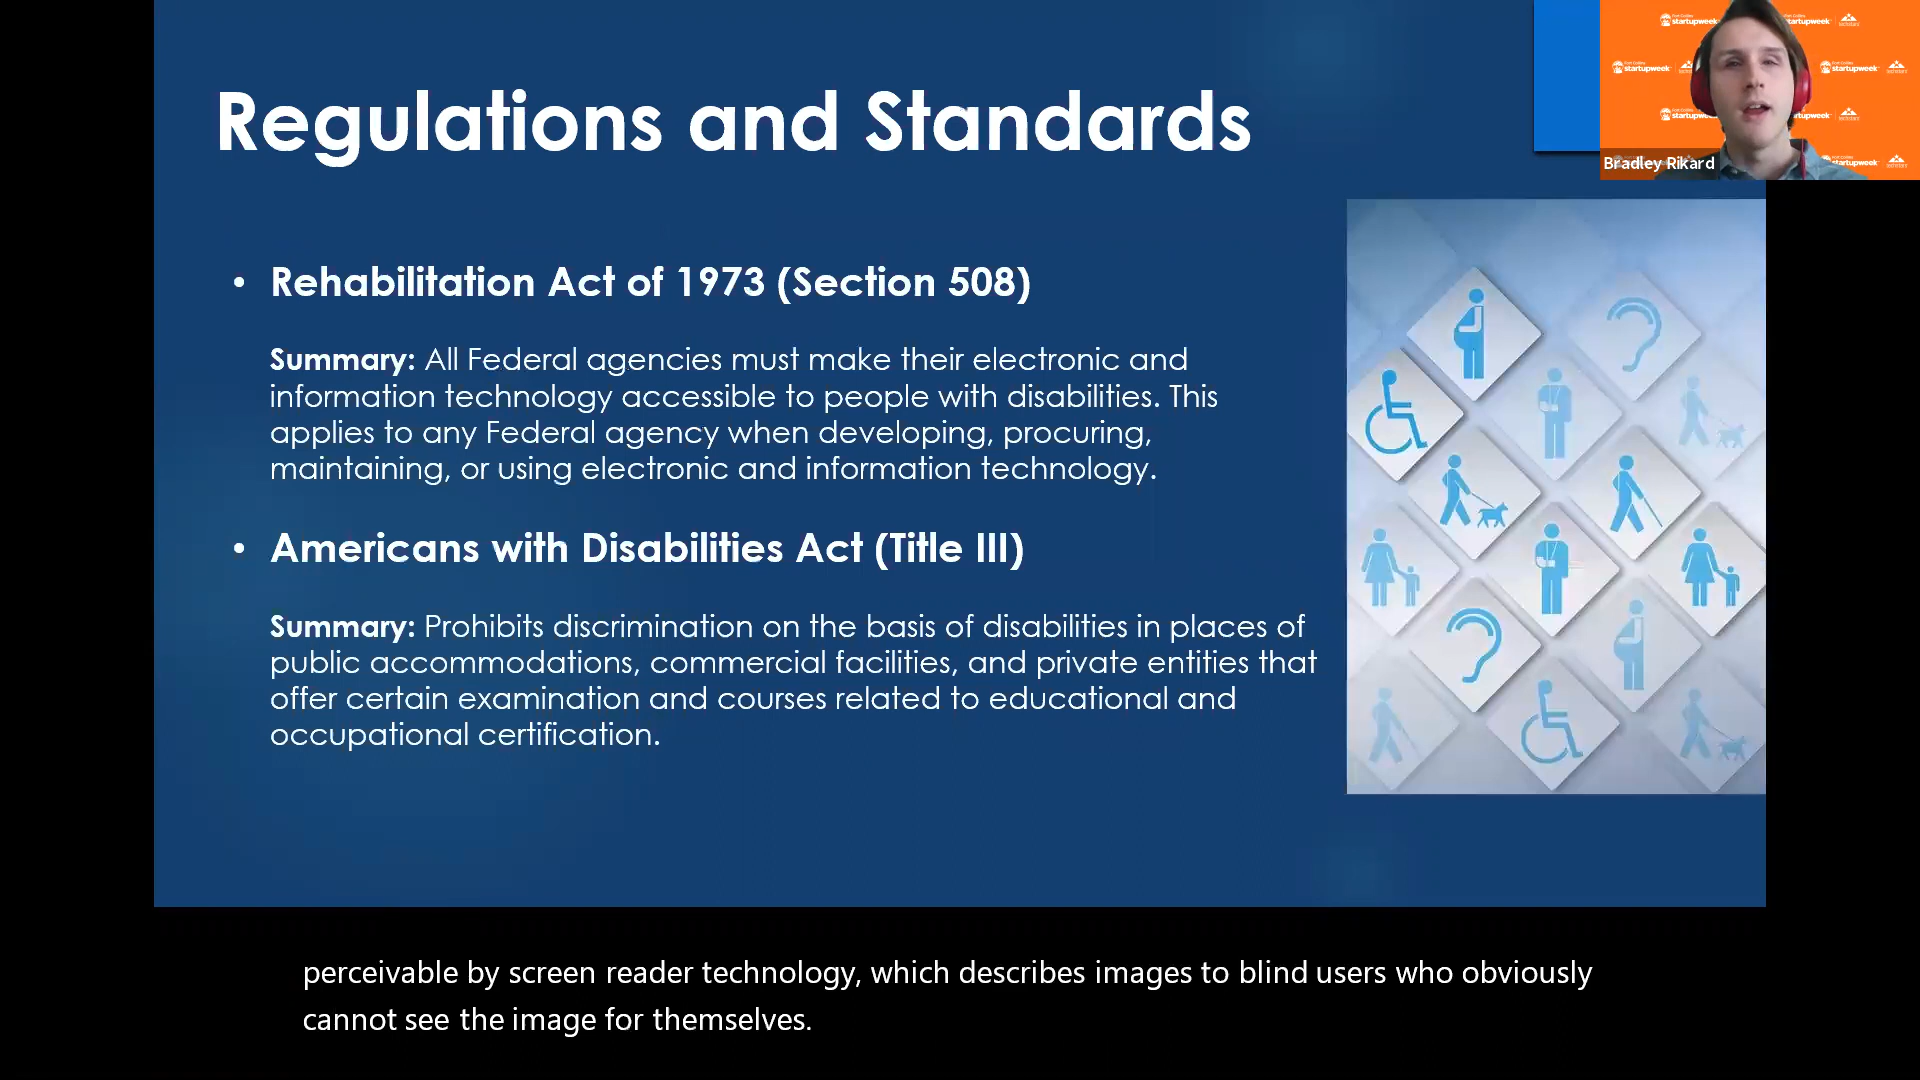 Regulations and Standards
startupweek
startupweek
startupweek
Bradley Rikard
• Rehabilitation Act of 1973 (Section 508)
Summary: All Federal agencies must make their electronic and
information technology accessible to people with disabilities. This
applies to any Federal agency when developing, procuring,
maintaining, or using electronic and information technology.
• Americans with Disabilities Act (Title III)
Summary: Prohibits discrimination on the basis of disabilities in places of
public accommodations, commercial facilities, and private entities that
offer certain examination and courses related to educational and
occupational certification.
perceivable by screen reader technology, which describes images to blind users who obviously
cannot see the image for themselves.